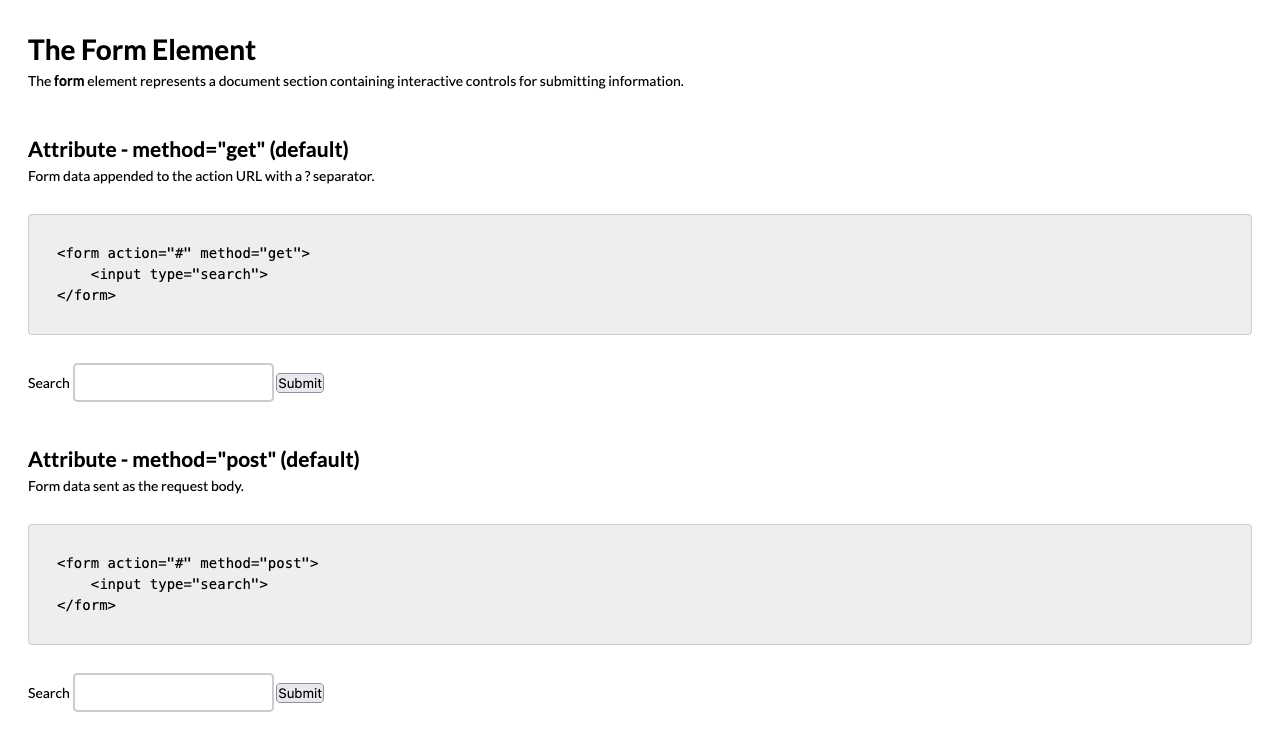 The Form Element
The form element represents a document section containing interactive controls for submitting information.
Attribute - method="get" (default)
Form data appended to the action URL with a ? separator.
<form action="#" method="get">
    <input type="search">
</form>
Search Submit
Attribute - method="post" (default)
Form data sent as the request body.
<form action="#" method="post">
    <input type="search">
</form>
Search Submit